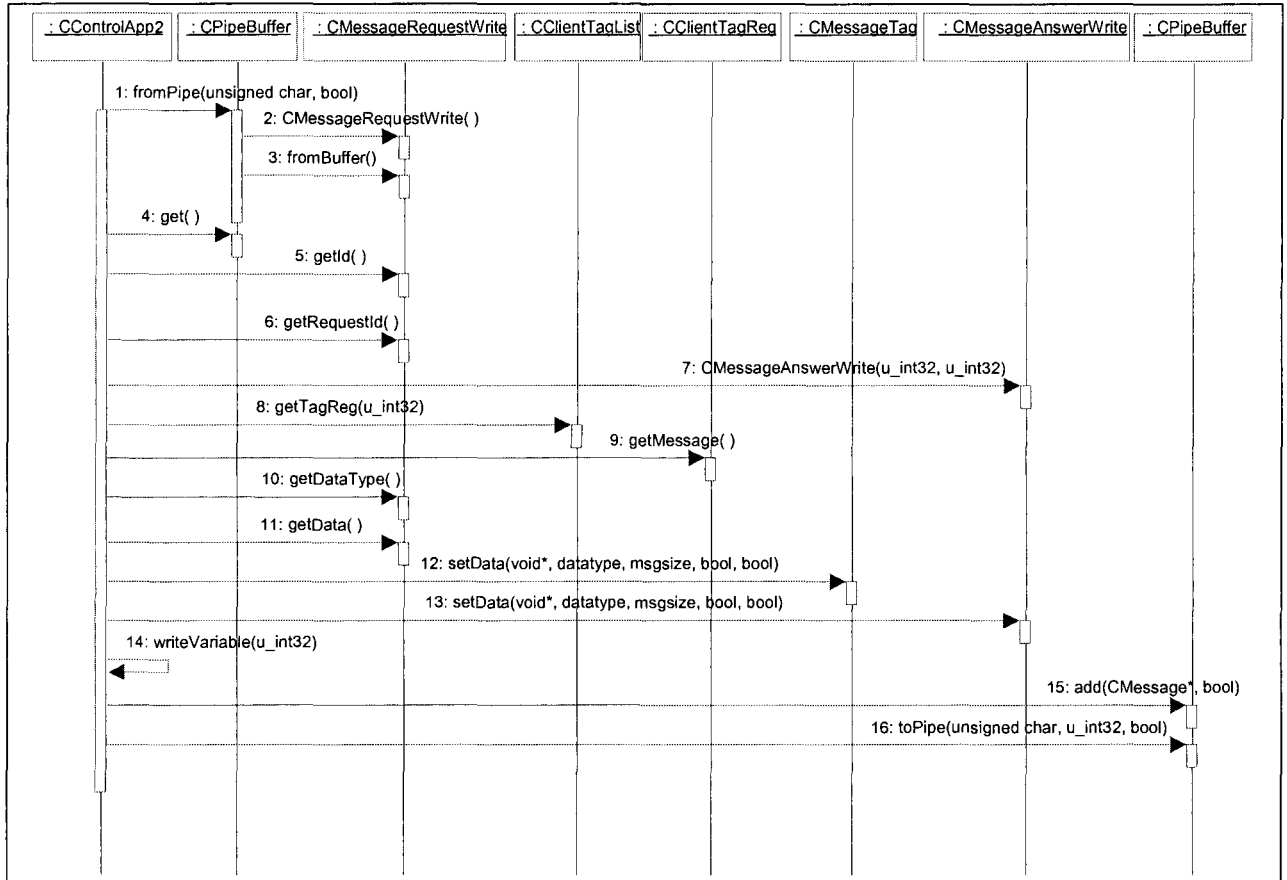 : CControlApp2 : CPipeBuffer : CMessageRequestWrite : CClientTagList : CClientTagReg : CMessageTag : CMessageAnswerWrite : CPipeBuffer
1: fromPipe(unsigned char, bool)
2: CMessageRequestWrite( )
3: fromBuffer()
4: get( )
5: getId( )
6: getRequestId( )
7: CMessageAnswerWrite(u_int32, u_int32)
8: getTagReg(u_int32)
9: getMessage( )
10: getDataType( )
11: getData( )
12: setData(void*, datatype, msgsize, bool, bool)
13: setData(void*, datatype, msgsize, bool, bool)
14: writeVariable(u_int32)
15: add(CMessage*, bool)
16: toPipe(unsigned char, u_int32, bool)